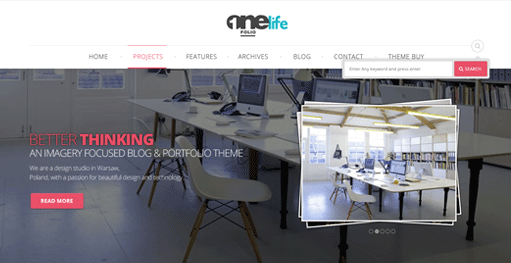 one life
FOLIO
HOME PROJECTS FEATURES ARCHIVES BLOG CONTACT THEME BUY
Enter Any keyword and press enter
SEARCH
BETTER THINKING
AN IMAGERY FOCUSED BLOG & PORTFOLIO THEME
We are a design studio in Warsaw,
Poland, with a passion for beautiful design and technology.
READ MORE